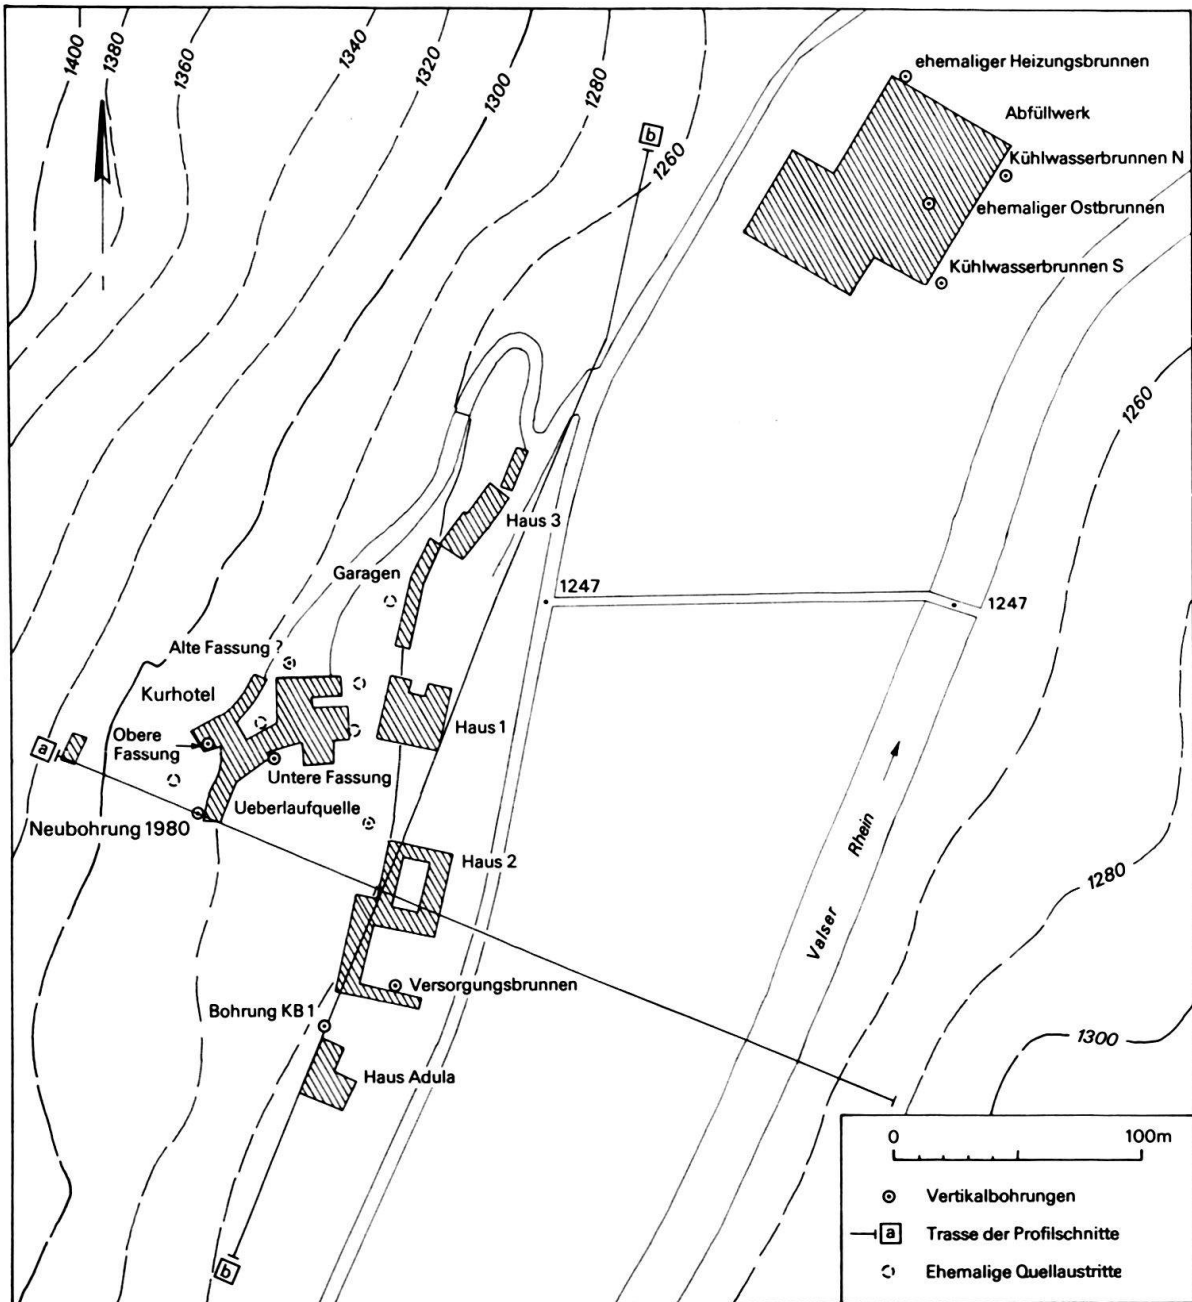 1400
1380
1360
1340
1320
1300
1280
1260
b
ehemaliger Heizungsbrunnen
Abfüllwerk
Kühlwasserbrunnen N
ehemaliger Ostbrunnen
Kühlwasserbrunnen S
1260
Haus 3
Garagen
1247
1247
Alte Fassung ?
Kurhotel
Obere
Fassung
a
Haus 1
Untere Fassung
Ueberlaufquelle
Neubohrung 1980
Haus 2
Valser Rhein
1280
Versorgungsbrunnen
Bohrung KB 1
Haus Adula
1300
b
0 100m
Vertikalbohrungen
a Trasse der Profilschnitte
Ehemalige Quellaustritte